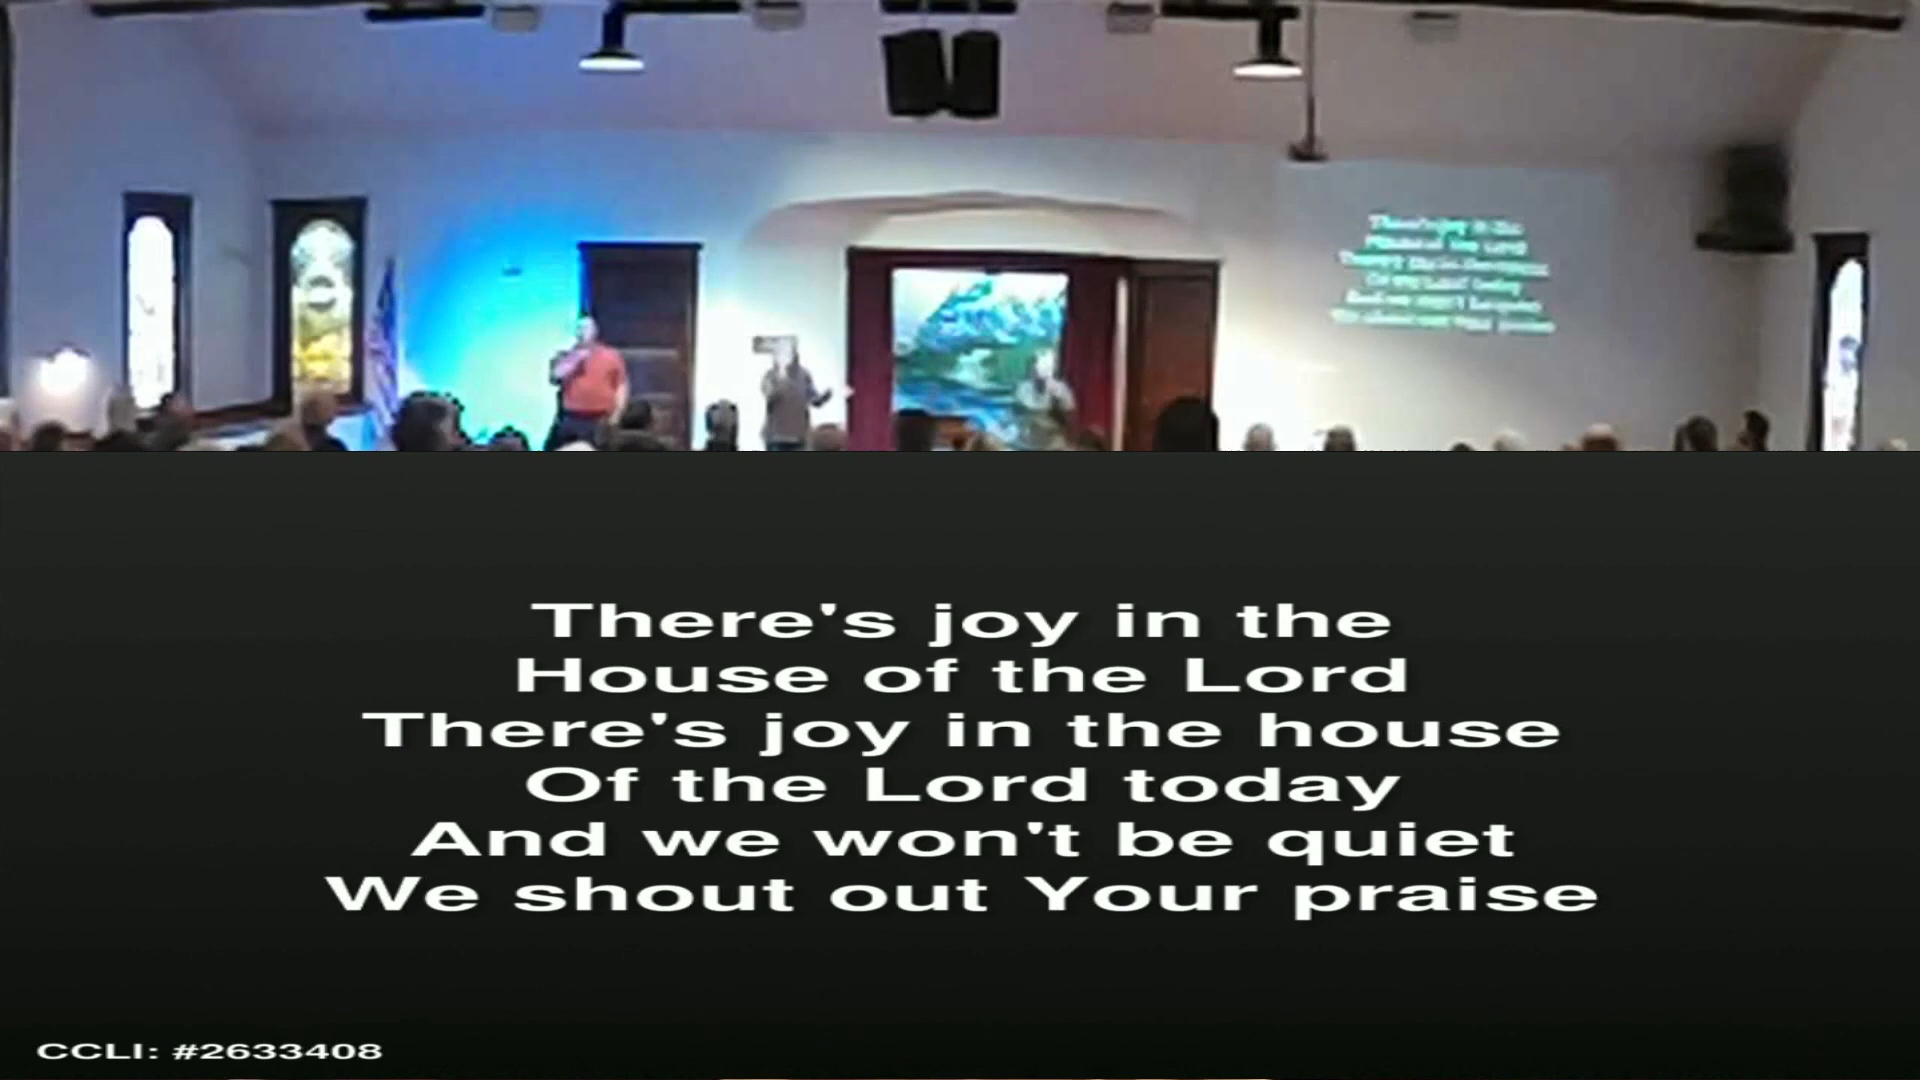 There's joy in the
House of the Lord
There's joy in the house
Of the Lord today
And we won't be quiet
We shout out Your praise
CCLI: #2633408